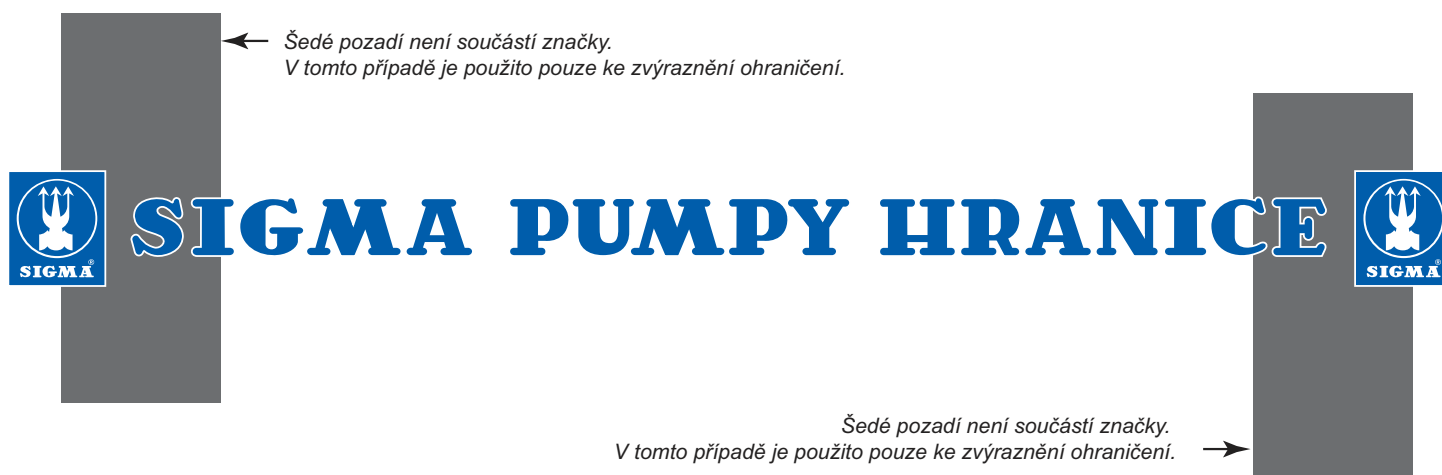 Šedé pozadí není součástí značky.
V tomto případě je použito pouze ke zvýraznění ohraničení.
SIGMA PUMPY HRANICE
SIGMA®
SIGMA®
Šedé pozadí není součástí značky.
V tomto případě je použito pouze ke zvýraznění ohraničení.